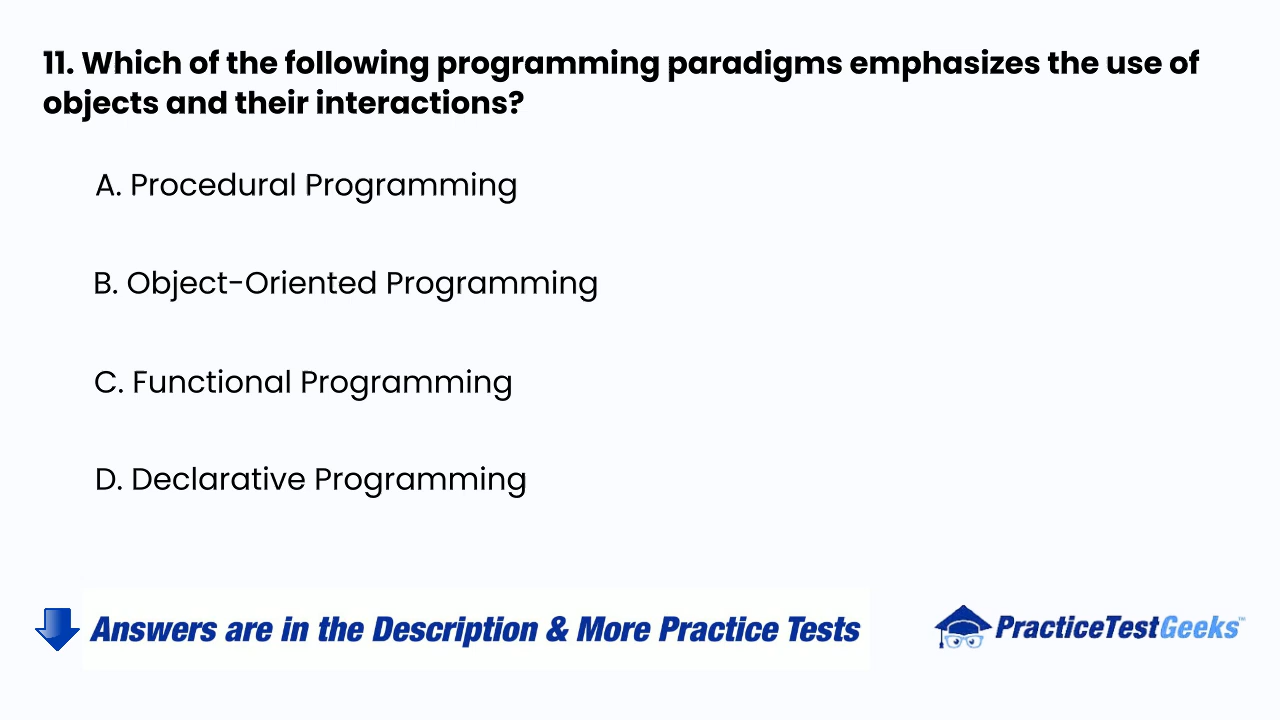 11. Which of the following programming paradigms emphasizes the use of
objects and their interactions?
A. Procedural Programming
B. Object-Oriented Programming
C. Functional Programming
D. Declarative Programming
Answers are in the Description & More Practice Tests
PracticeTestGeeks™